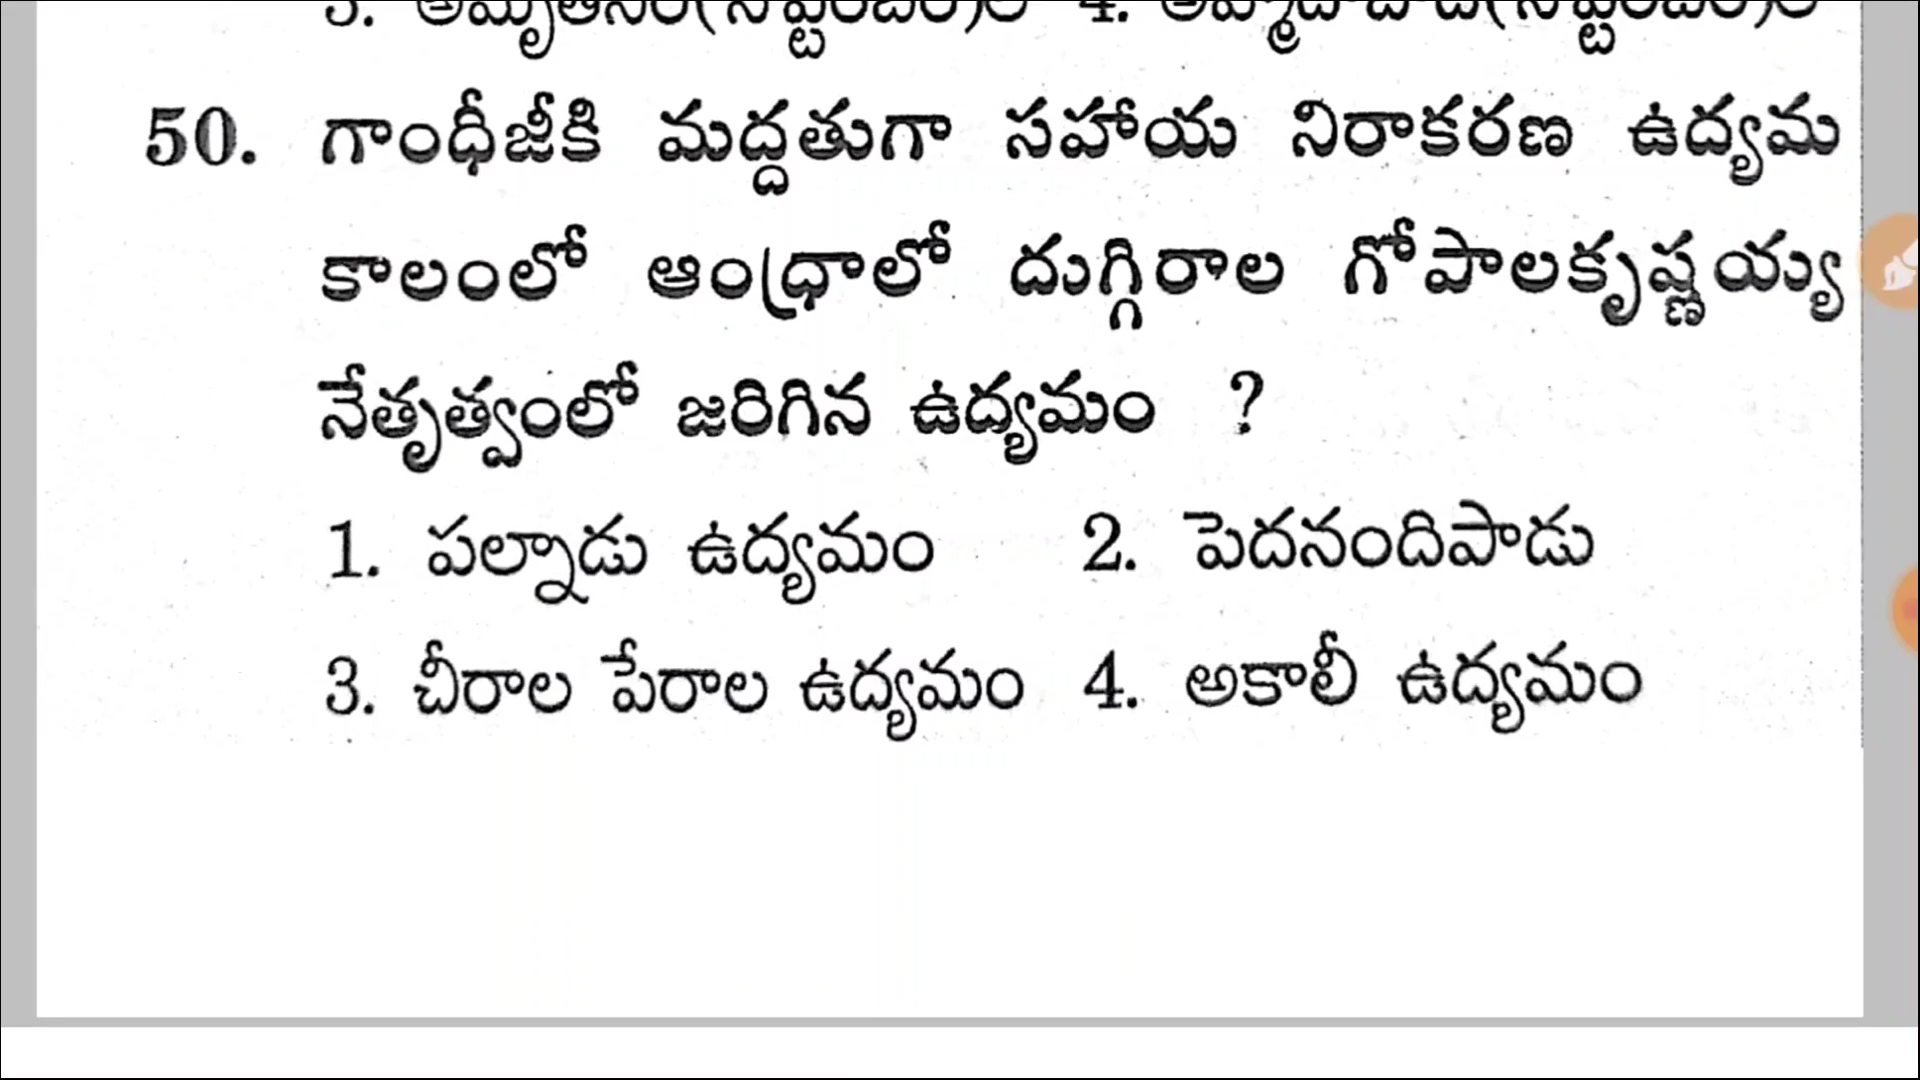 50. గాంధీజీకి మద్దతుగా సహాయ నిరాకరణ ఉద్యమ
కాలంలో ఆంధ్రాలో దుగ్గిరాల గోపాలకృష్ణయ్య
నేతృత్వంలో జరిగిన ఉద్యమం ?
1. పల్నాడు ఉద్యమం 2. పెదనందిపాడు
3. చీరాల పేరాల ఉద్యమం 4. అకాలీ ఉద్యమం